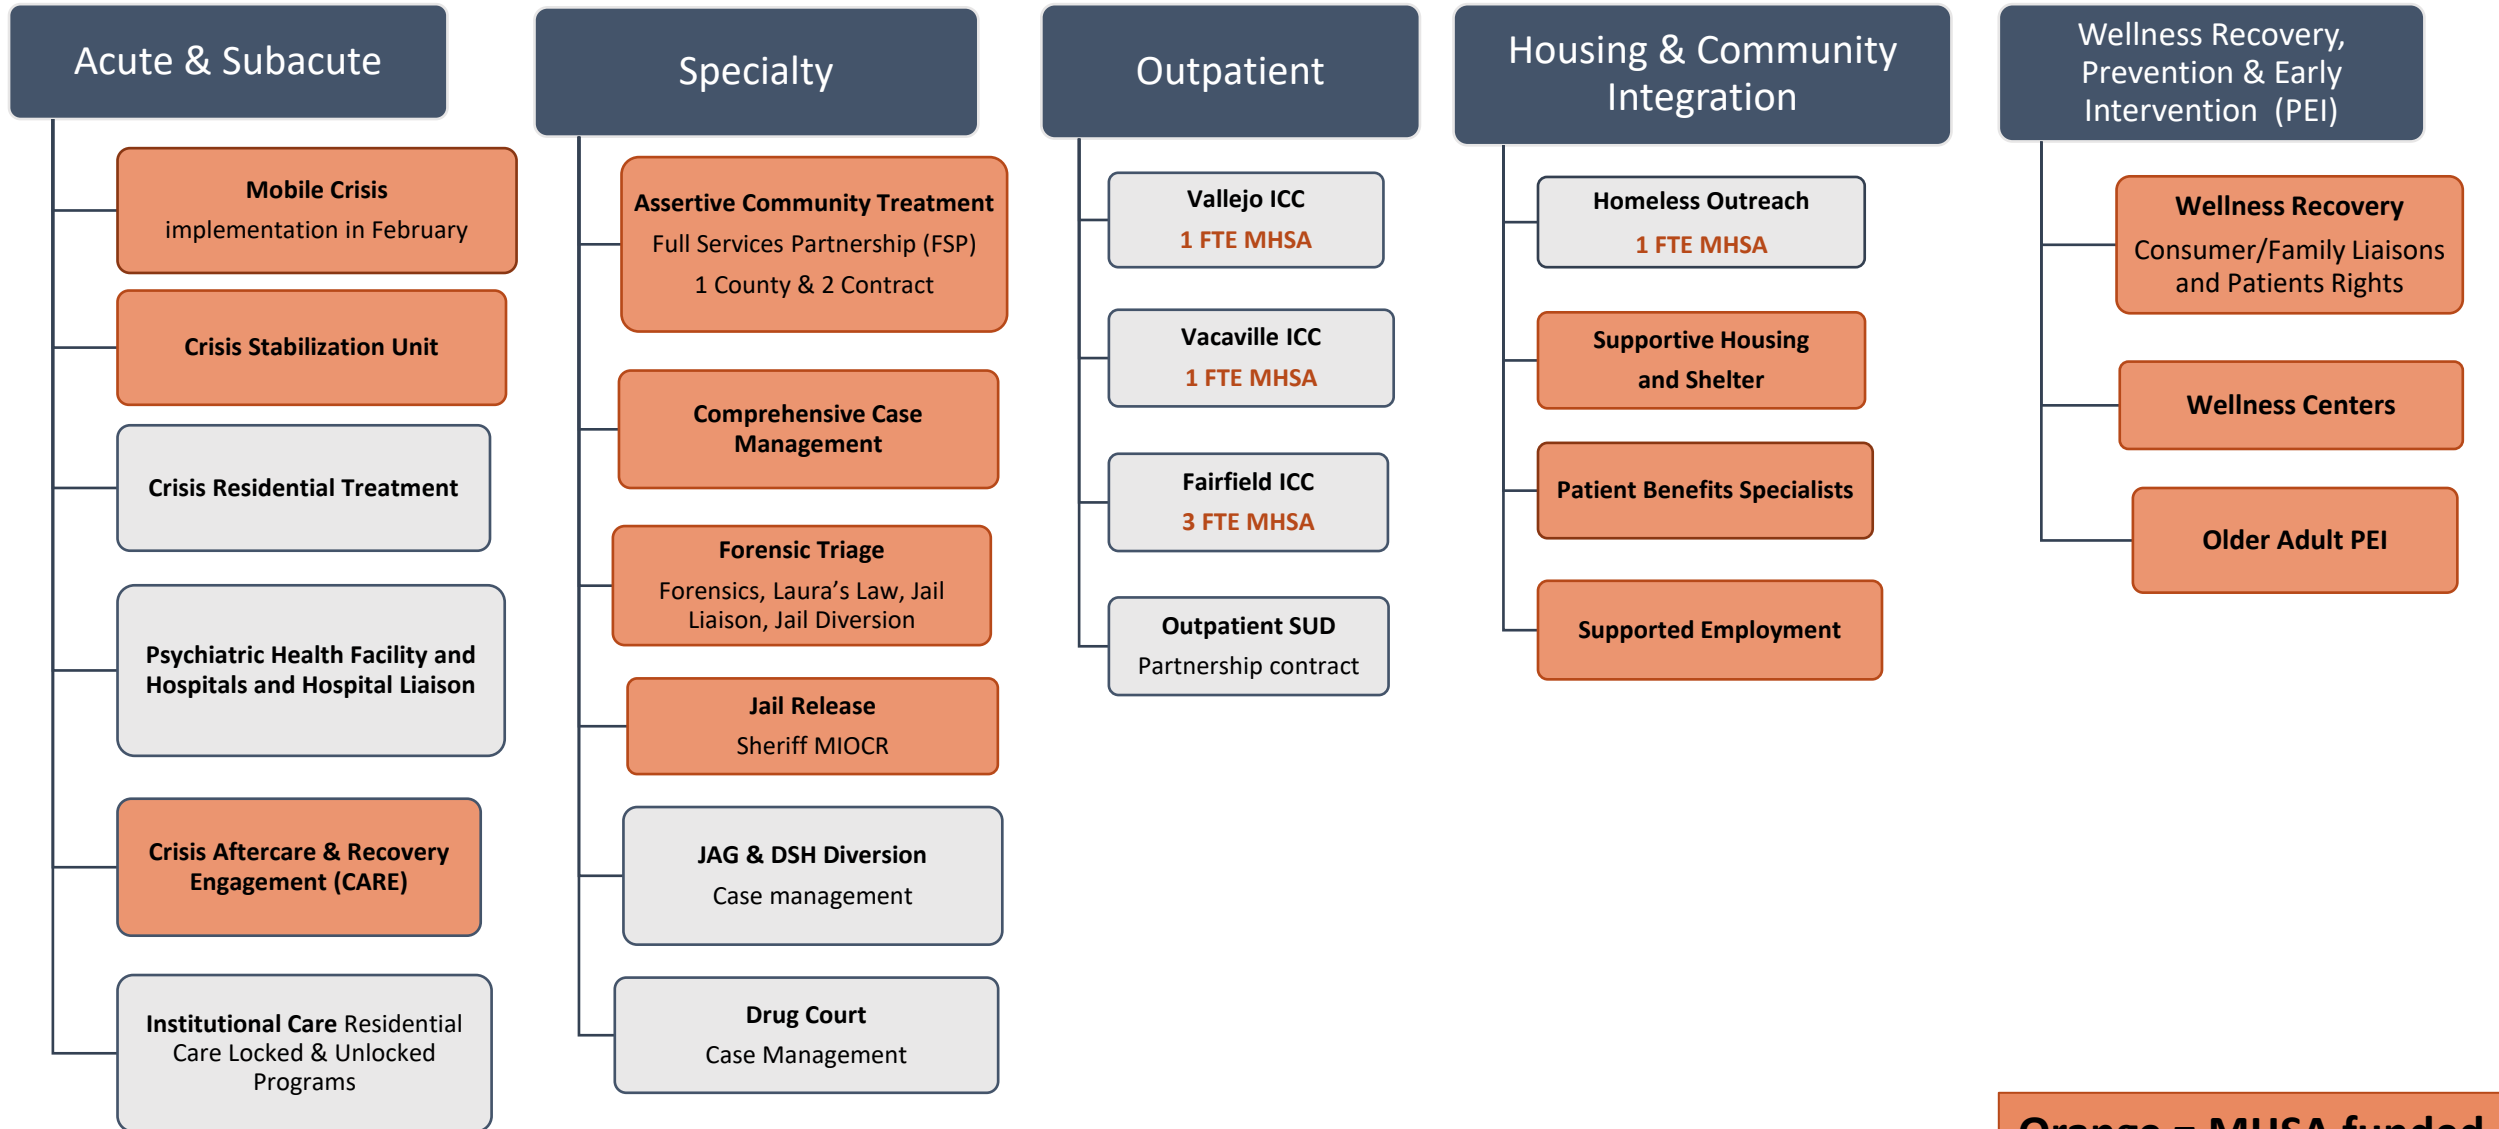 Acute & Subacute
Mobile Crisis
implementation in February
Crisis Stabilization Unit
Crisis Residential Treatment
Psychiatric Health Facility and
Hospitals and Hospital Liaison
Crisis Aftercare & Recovery
Engagement (CARE)
Institutional Care Residential
Care Locked & Unlocked
Programs
Specialty
Assertive Community Treatment
Full Services Partnership (FSP)
1 County & 2 Contract
Comprehensive Case
Management
Forensic Triage
Forensics, Laura’s Law, Jail
Liaison, Jail Diversion
Jail Release
Sheriff MIOCR
JAG & DSH Diversion
Case management
Drug Court
Case Management
Outpatient
Vallejo ICC
1 FTE MHSA
Vacaville ICC
1 FTE MHSA
Fairfield ICC
3 FTE MHSA
Outpatient SUD
Partnership contract
Housing & Community
Integration
Homeless Outreach
1 FTE MHSA
Supportive Housing
and Shelter
Patient Benefits Specialists
Supported Employment
Wellness Recovery,
Prevention & Early
Intervention (PEI)
Wellness Recovery
Consumer/Family Liaisons
and Patients Rights
Wellness Centers
Older Adult PEI
Orange = MHSA funded